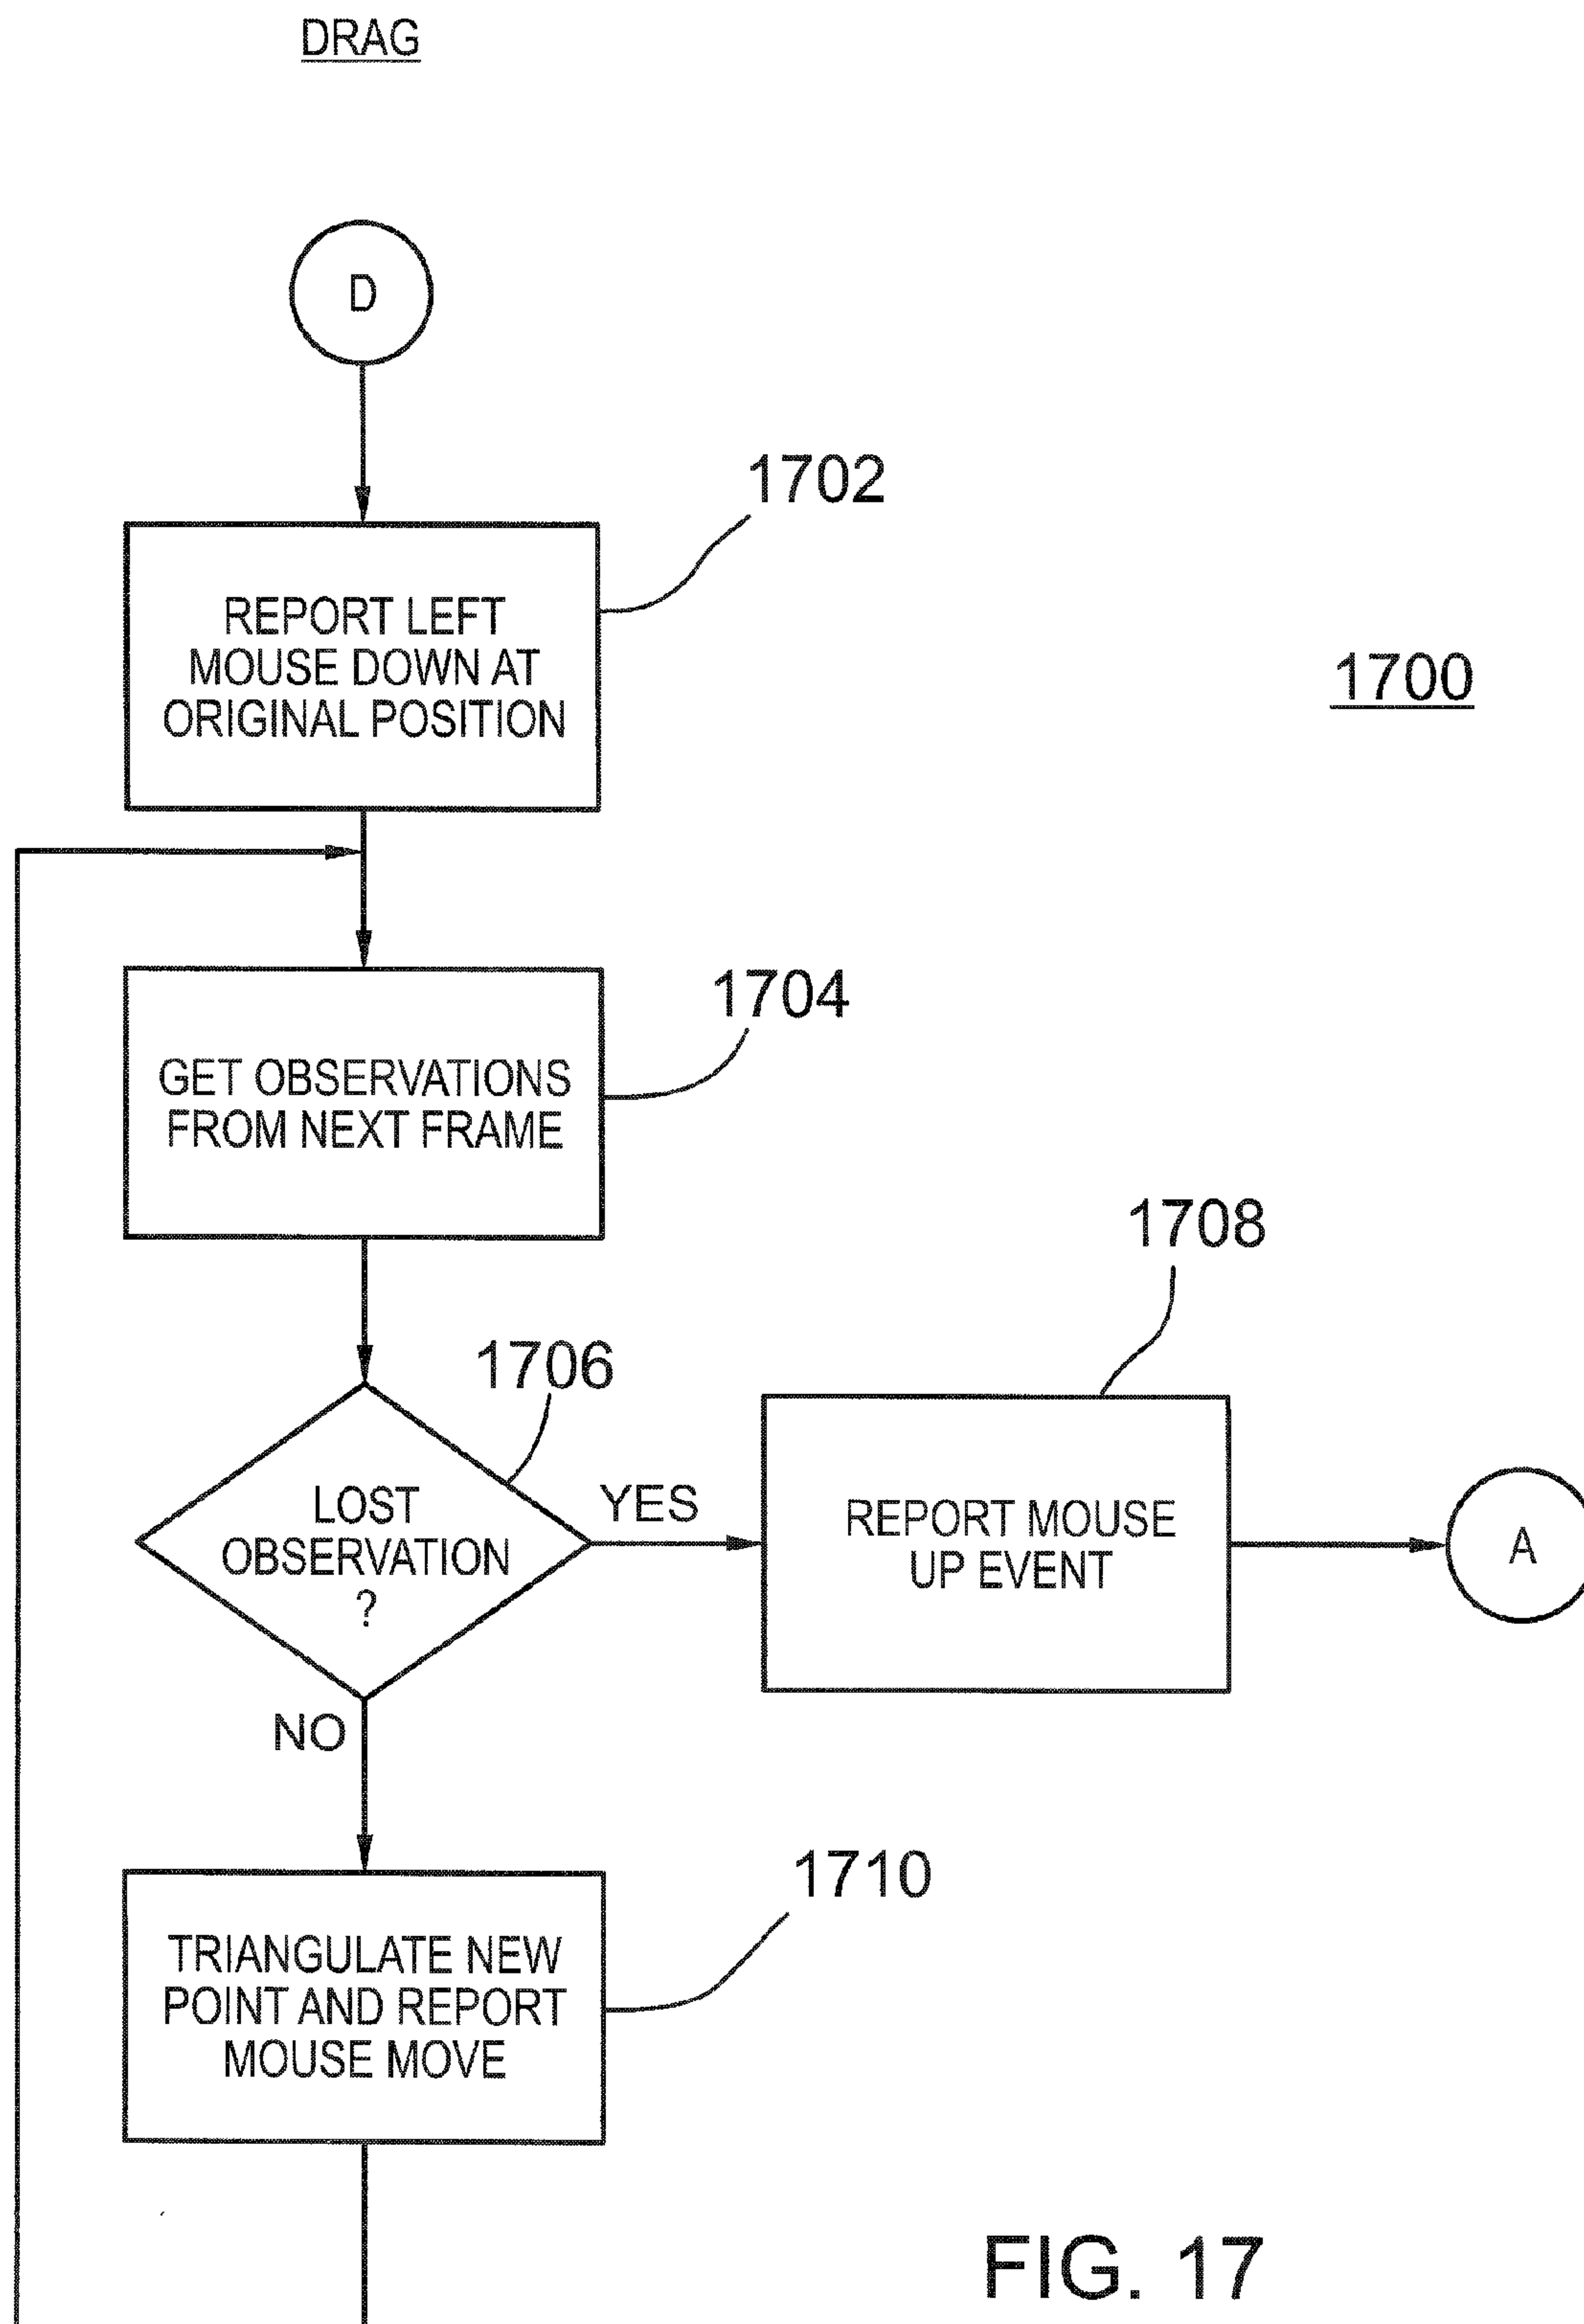 DRAG
D
1702
REPORT LEFT
MOUSE DOWN AT
ORIGINAL POSITION
1700
1704
GET OBSERVATIONS
FROM NEXT FRAME
1708
1706
LOST
OBSERVATION
?
YES
REPORT MOUSE
UP EVENT
A
NO
1710
TRIANGULATE NEW
POINT AND REPORT
MOUSE MOVE
FIG. 17